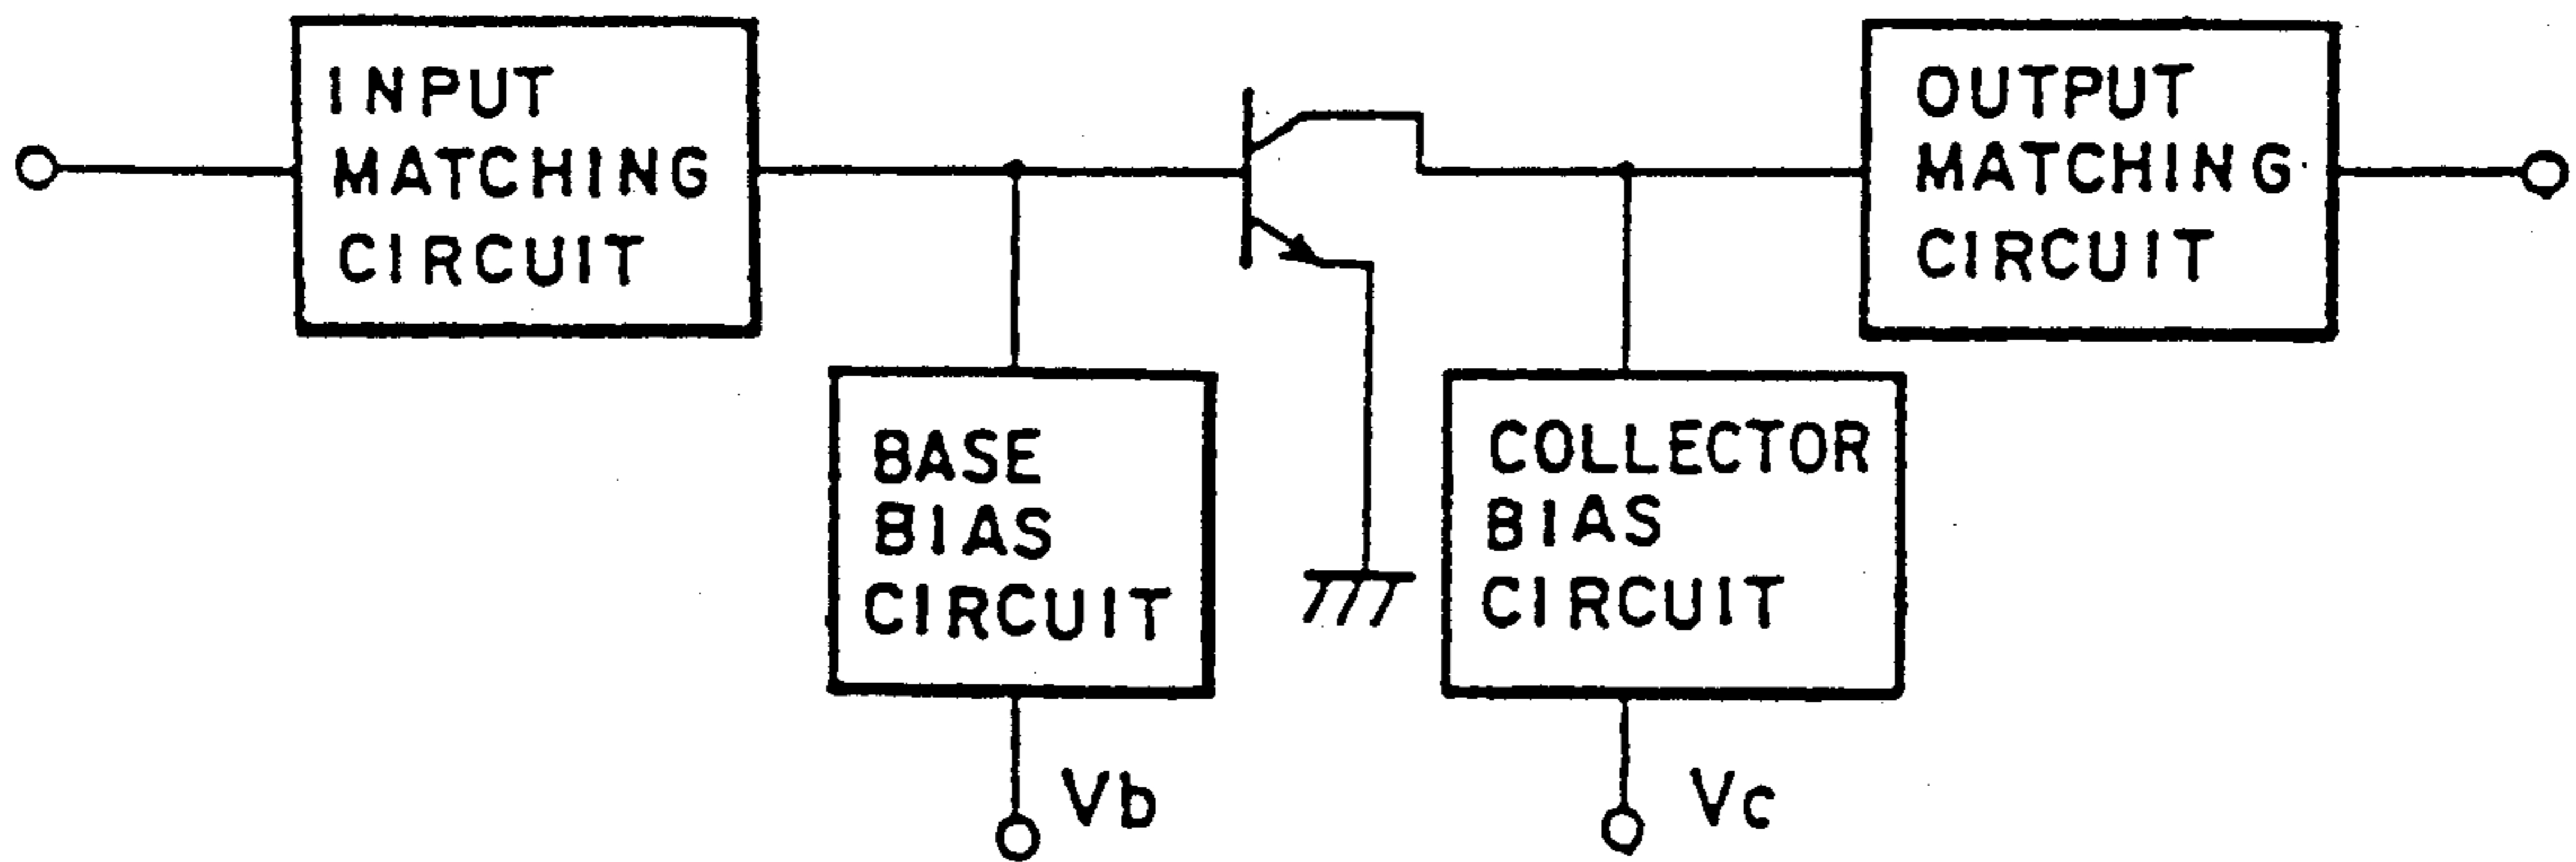 INPUT
MATCHING
CIRCUIT
OUTPUT
MATCHING
CIRCUIT
BASE
BIAS
CIRCUIT
COLLECTOR
BIAS
CIRCUIT
Vb
Vc